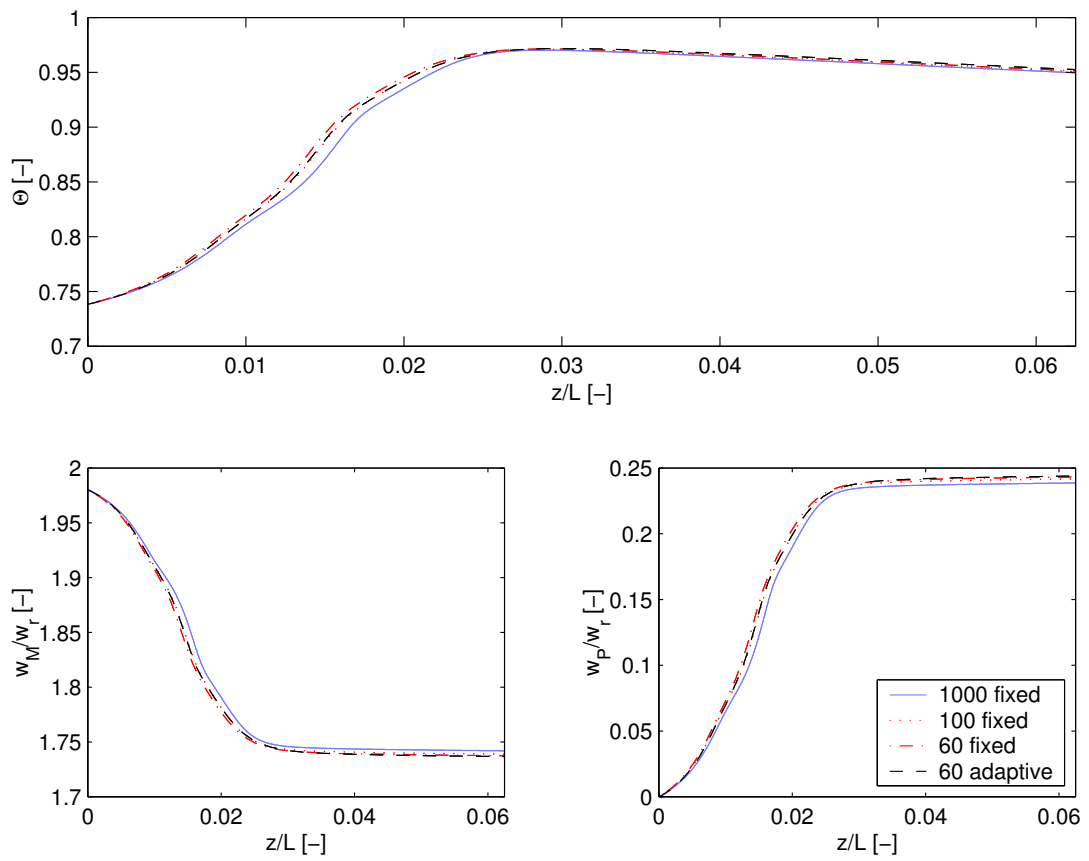 1
0.95
0.9
0.85
0.8
0.75
0.7
Θ [−]
0 0.01 0.02 0.03 0.04 0.05 0.06
z/L [−]
2
1.95
1.9
1.85
1.8
1.75
1.7
w_M/w_r [−]
0 0.02 0.04 0.06
z/L [−]
0.25
0.2
0.15
0.1
0.05
0
w_P/w_r [−]
0 0.02 0.04 0.06
z/L [−]
1000 fixed
100 fixed
60 fixed
60 adaptive